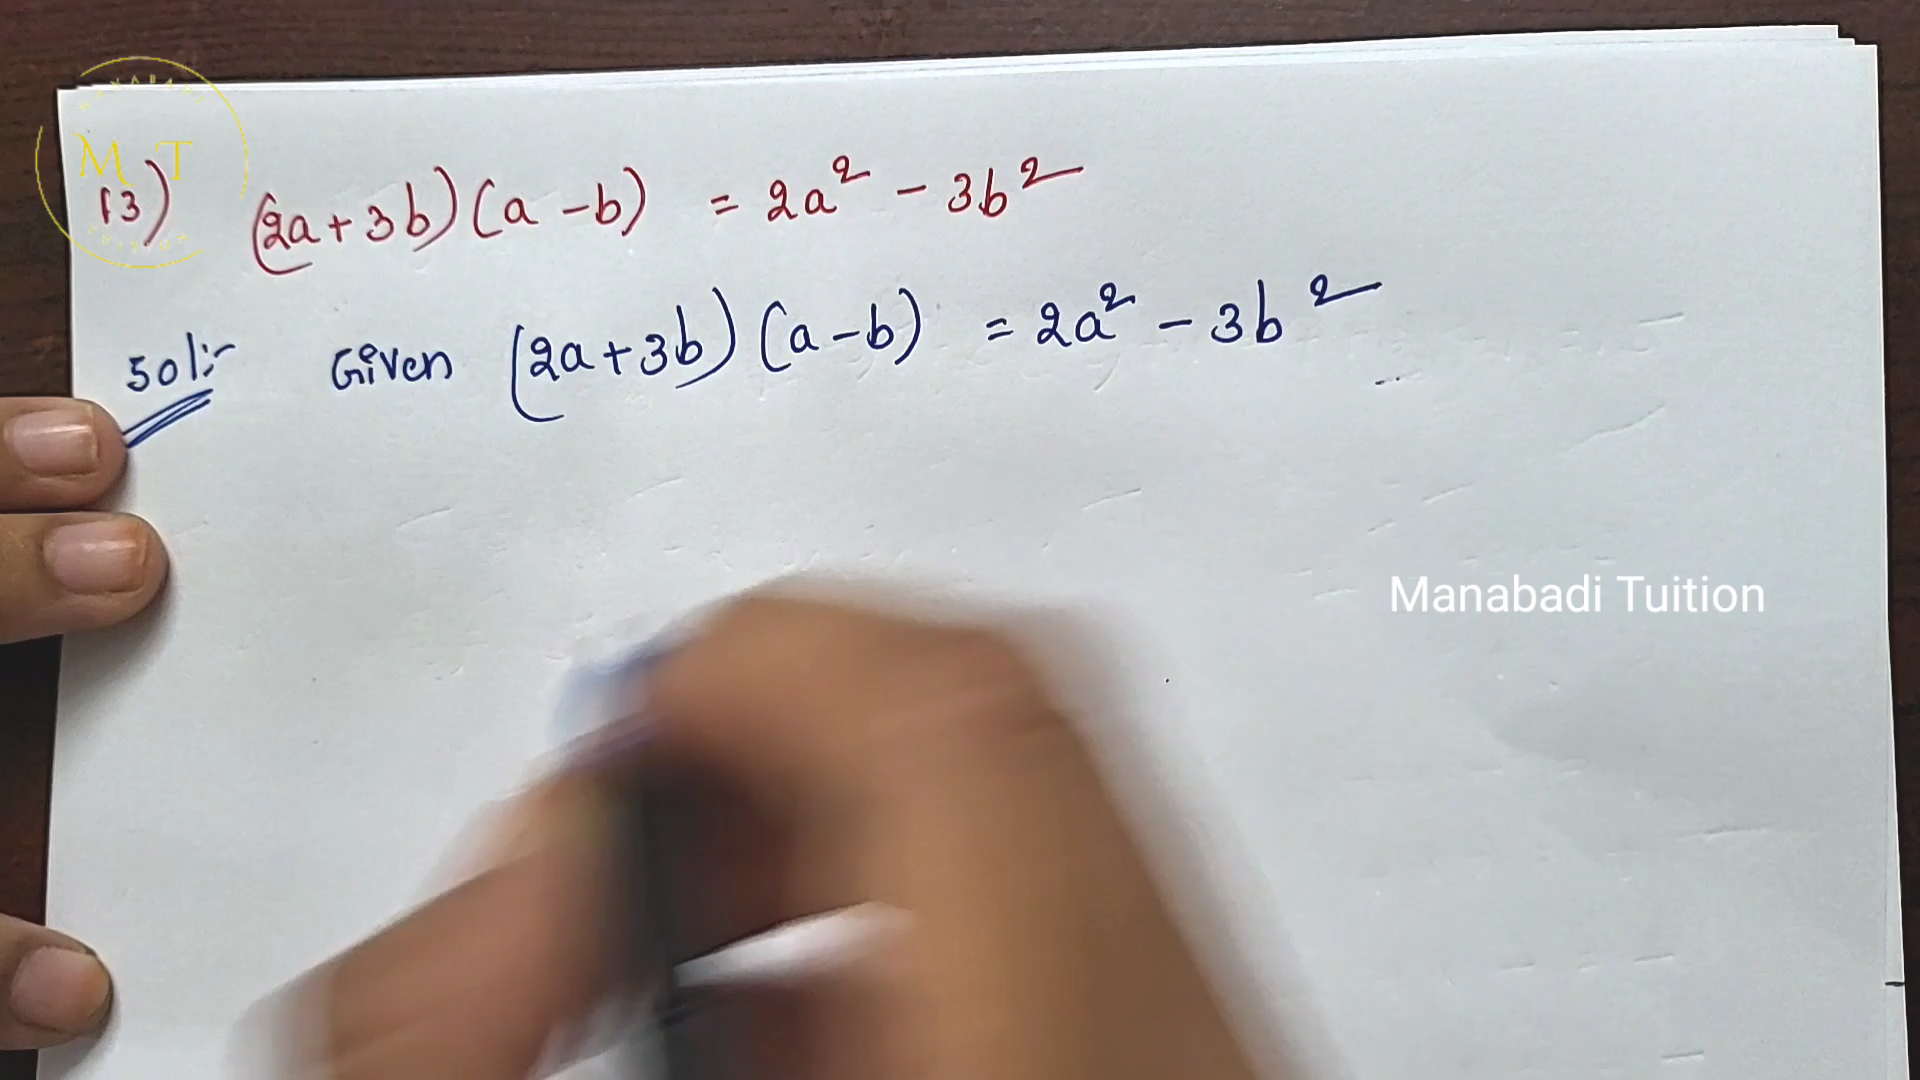 M T
13) (2a+3b)(a-b) = 2a² - 3b²
Sol:- Given (2a+3b)(a-b) = 2a² - 3b²
Manabadi Tuition